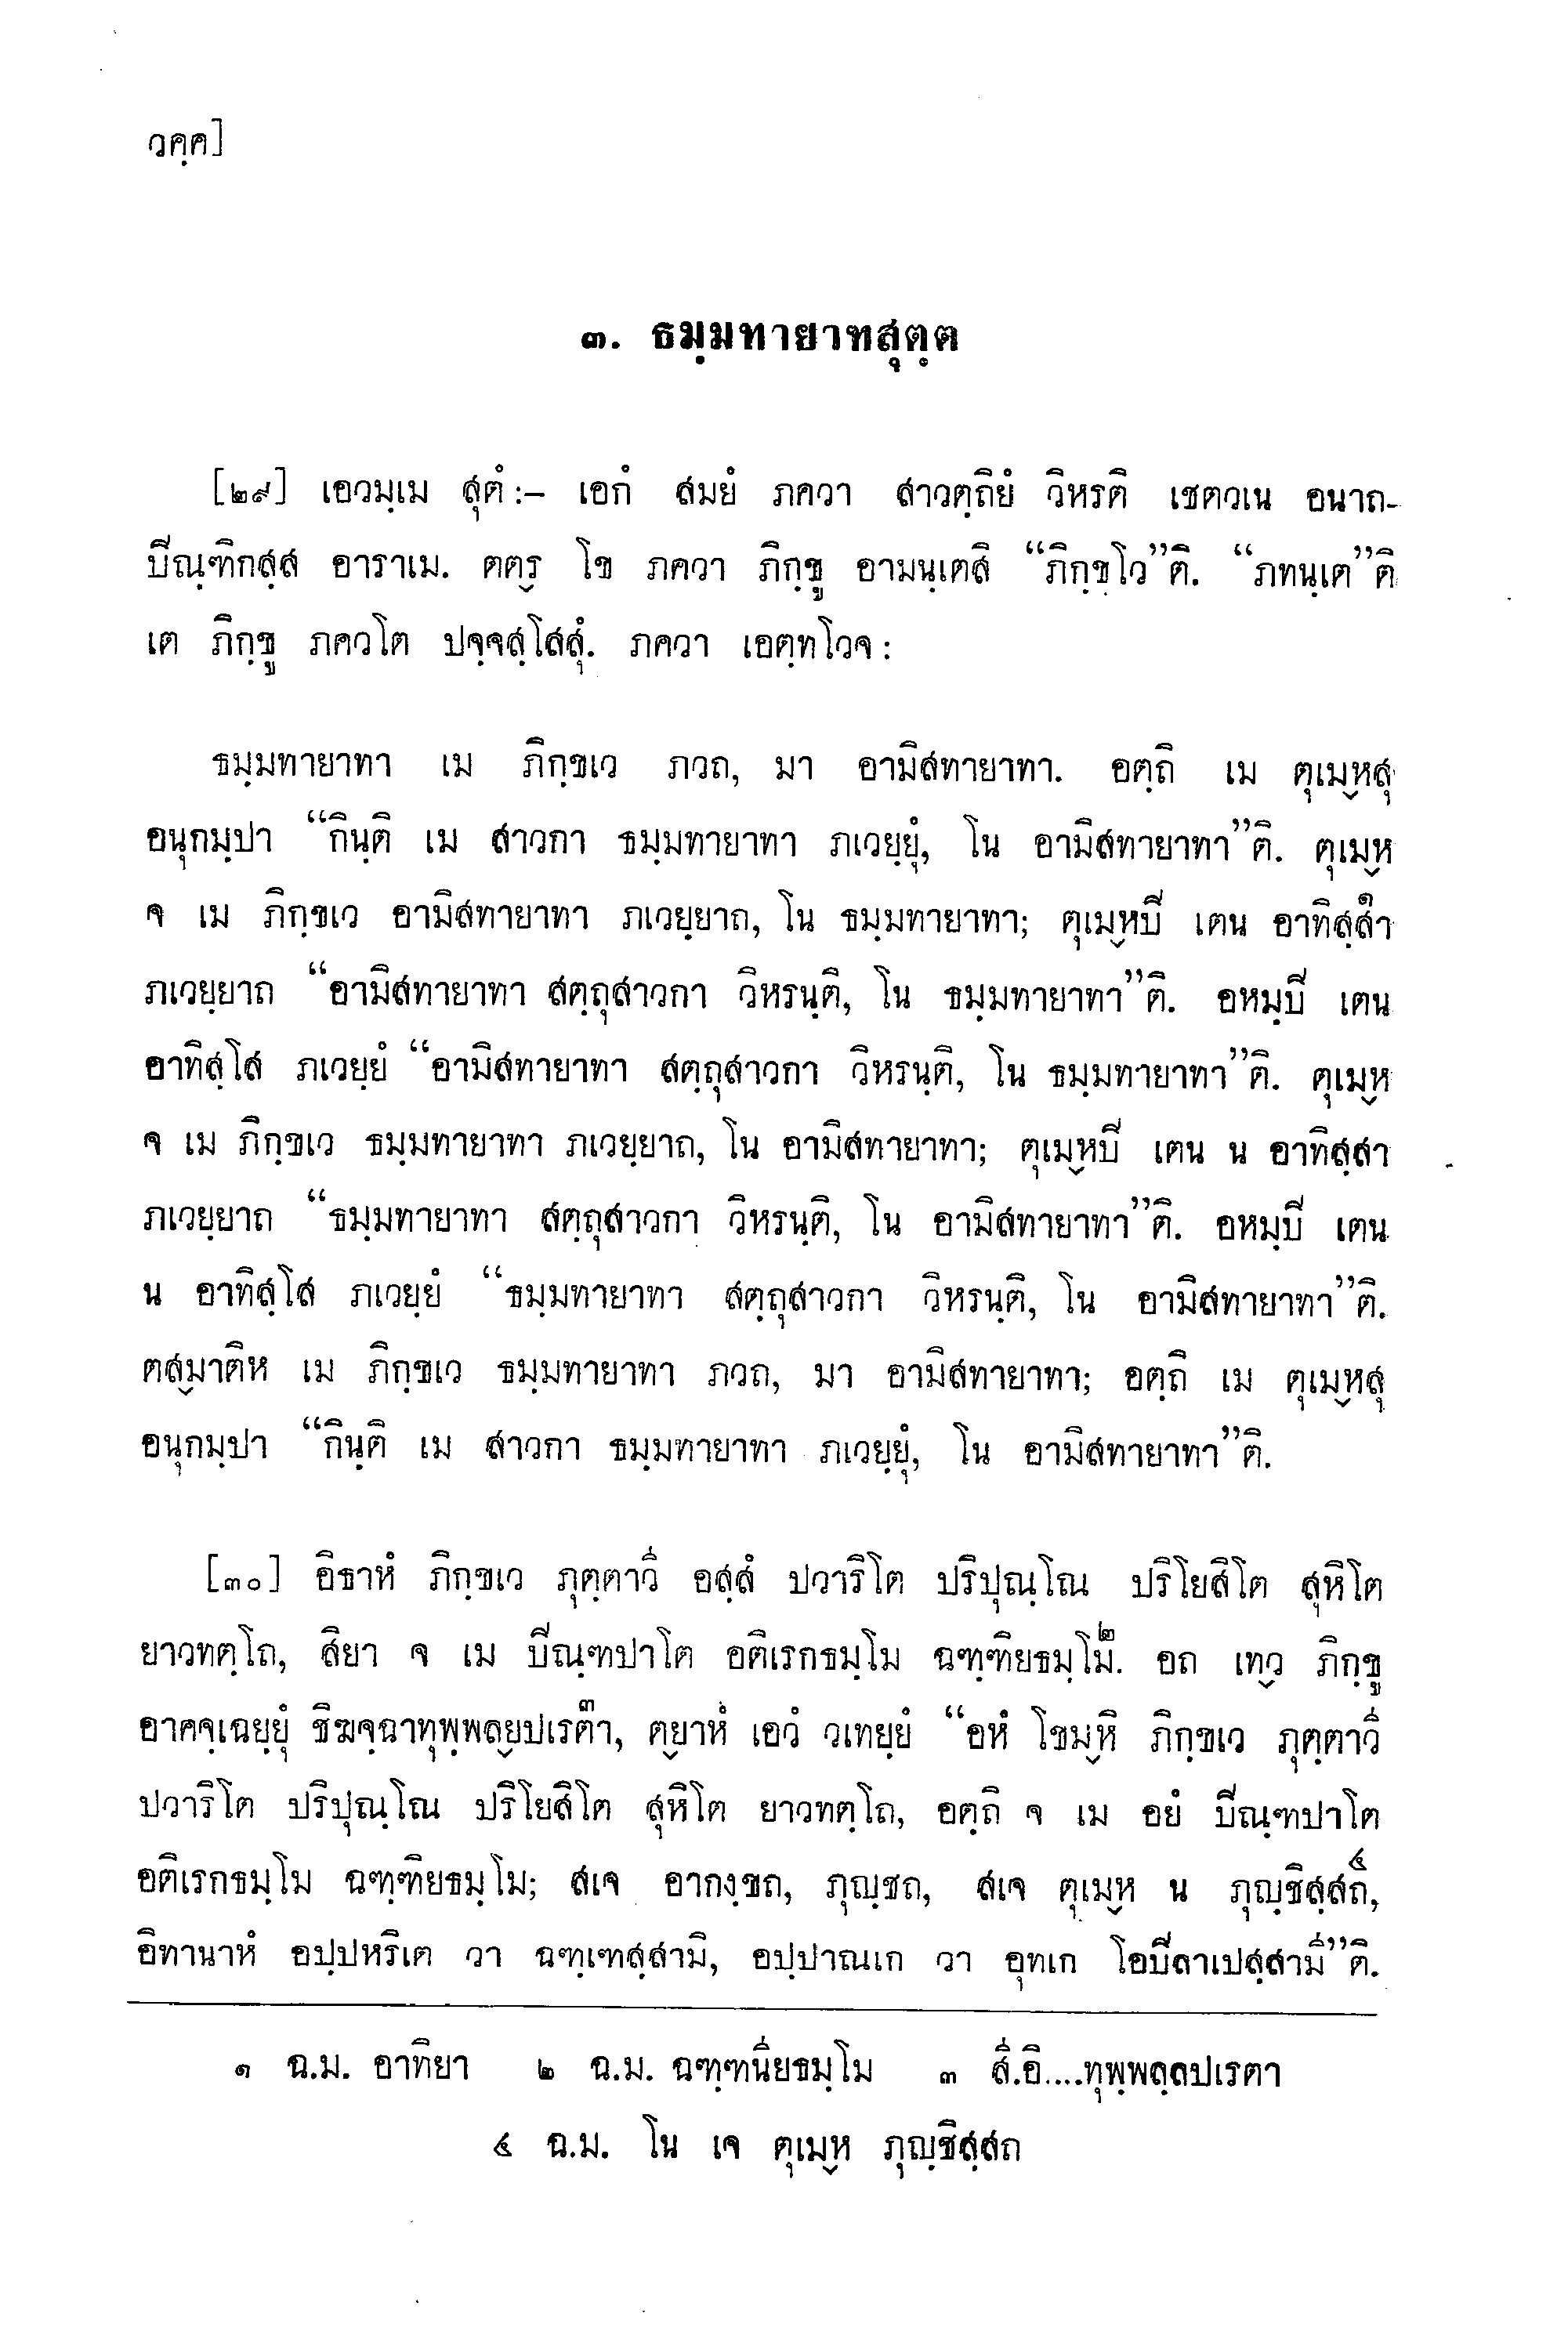 วคฺค]
๓. ธมฺมทายาทสุตฺต
[๒๙] เอวมฺเม สุตํ :– เอกํ สมยํ ภควา สาวตฺถิยํ วิหรติ เชตวเน อนาถ-
ปิณฺฑิกสฺส อาราเม. ตตฺร โข ภควา ภิกฺขู อามนฺเตสิ “ภิกฺขโว”ติ. “ภทนฺเต”ติ
เต ภิกฺขู ภควโต ปจฺจสฺโสสุํ. ภควา เอตทโวจ :
ธมฺมทายาทา เม ภิกฺขเว ภวถ, มา อามิสทายาทา. อตฺถิ เม ตุเมฺหสุ
อนุกมฺปา “กินฺติ เม สาวกา ธมฺมทายาทา ภเวยฺยุํ, โน อามิสทายาทา”ติ. ตุเมฺห
จ เม ภิกฺขเว อามิสทายาทา ภเวยฺยาถ, โน ธมฺมทายาทา; ตุเมฺหปิ เตน อาทิสฺสา๑
ภเวยฺยาถ “อามิสทายาทา สตฺถุสาวกา วิหรนฺติ, โน ธมฺมทายาทา”ติ. อหมฺปิ เตน
อาทิสฺโส ภเวยฺยํ “อามิสทายาทา สตฺถุสาวกา วิหรนฺติ, โน ธมฺมทายาทา”ติ. ตุเมฺห
จ เม ภิกฺขเว ธมฺมทายาทา ภเวยฺยาถ, โน อามิสทายาทา; ตุเมฺหปิ เตน น อาทิสฺสา
ภเวยฺยาถ “ธมฺมทายาทา สตฺถุสาวกา วิหรนฺติ, โน อามิสทายาทา”ติ. อหมฺปิ เตน
น อาทิสฺโส ภเวยฺยํ “ธมฺมทายาทา สตฺถุสาวกา วิหรนฺติ, โน อามิสทายาทา”ติ.
ตสฺมาติห เม ภิกฺขเว ธมฺมทายาทา ภวถ, มา อามิสทายาทา; อตฺถิ เม ตุเมฺหสุ
อนุกมฺปา “กินฺติ เม สาวกา ธมฺมทายาทา ภเวยฺยุํ, โน อามิสทายาทา”ติ.
[๓๐] อิธาหํ ภิกฺขเว ภุตฺตาวี อสฺสํ ปวาริโต ปริปุณฺโณ ปริโยสิโต สุหิโต
ยาวทตฺโถ, สิยา จ เม ปิณฺฑปาโต อติเรกธมฺโม ฉฑฺฑิยธมฺโม๒. อถ เทฺว ภิกฺขู
อาคจฺเฉยฺยุํ ชิฆจฺฉาทุพฺพลฺยปเรตา๓, ตฺยาหํ เอวํ วเทยฺยํ “อหํ โขมฺหิ ภิกฺขเว ภุตฺตาวี
ปวาริโต ปริปุณฺโณ ปริโยสิโต สุหิโต ยาวทตฺโถ, อตฺถิ จ เม อยํ ปิณฺฑปาโต
อติเรกธมฺโม ฉฑฺฑิยธมฺโม; สเจ อากงฺขถ, ภุญฺชถ, สเจ ตุเมฺห น ภุญฺชิสฺสถ๔,
อิทานาหํ อปฺปหริเต วา ฉฑฺเฑสฺสามิ, อปฺปาณเก วา อุทเก โอปิลาเปสฺสามี”ติ.
๑ ฉ.ม. อาทิยา ๒ ฉ.ม. ฉฑฺฑนียธมฺโม ๓ สี.อิ....ทุพฺพลฺลปเรตา
๔ ฉ.ม. โน เจ ตุเมฺห ภุญฺชิสฺสถ